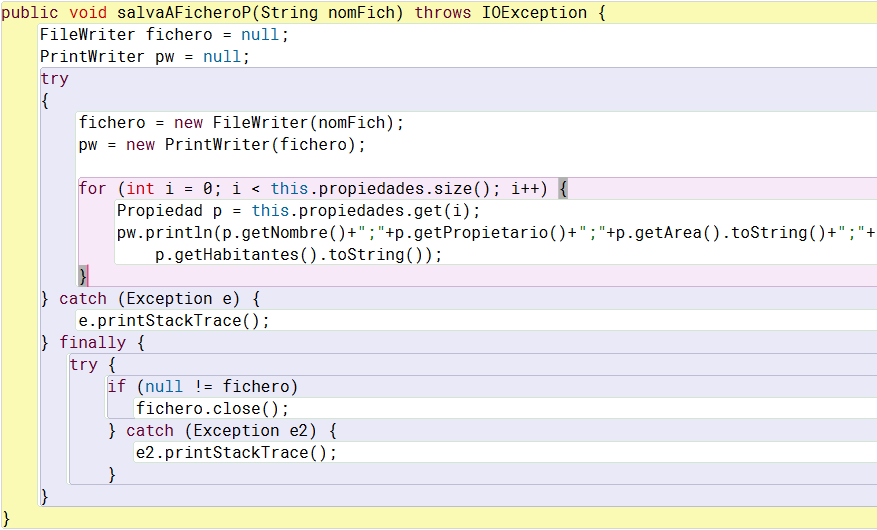 public void salvaAFicheroP(String nomFich) throws IOException {
FileWriter fichero = null;
PrintWriter pw = null;
try
{
fichero = new FileWriter(nomFich);
pw = new PrintWriter(fichero);
for (int i = 0; i < this.propiedades.size(); i++) {
Propiedad p = this.propiedades.get(i);
pw.println(p.getNombre()+";"+p.getPropietario()+";"+p.getArea().toString()+";"+
p.getHabitantes().toString());
}
} catch (Exception e) {
e.printStackTrace();
} finally {
try {
if (null != fichero)
fichero.close();
} catch (Exception e2) {
e2.printStackTrace();
}
}
}